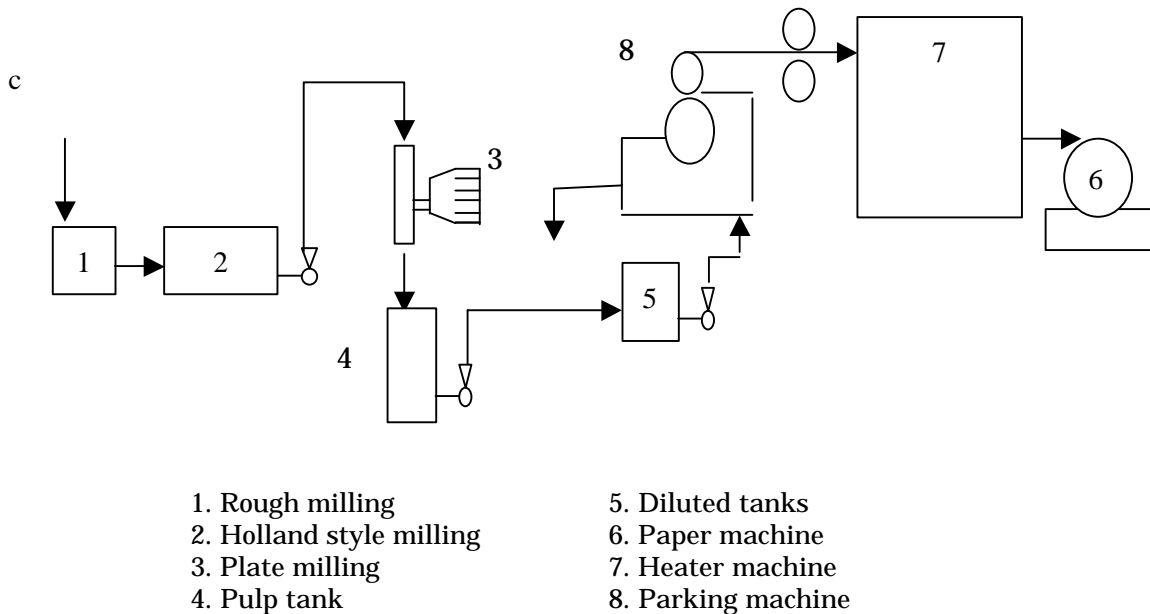 8
7
c
3
6
1
2
5
4
1. Rough milling
2. Holland style milling
3. Plate milling
4. Pulp tank
5. Diluted tanks
6. Paper machine
7. Heater machine
8. Parking machine